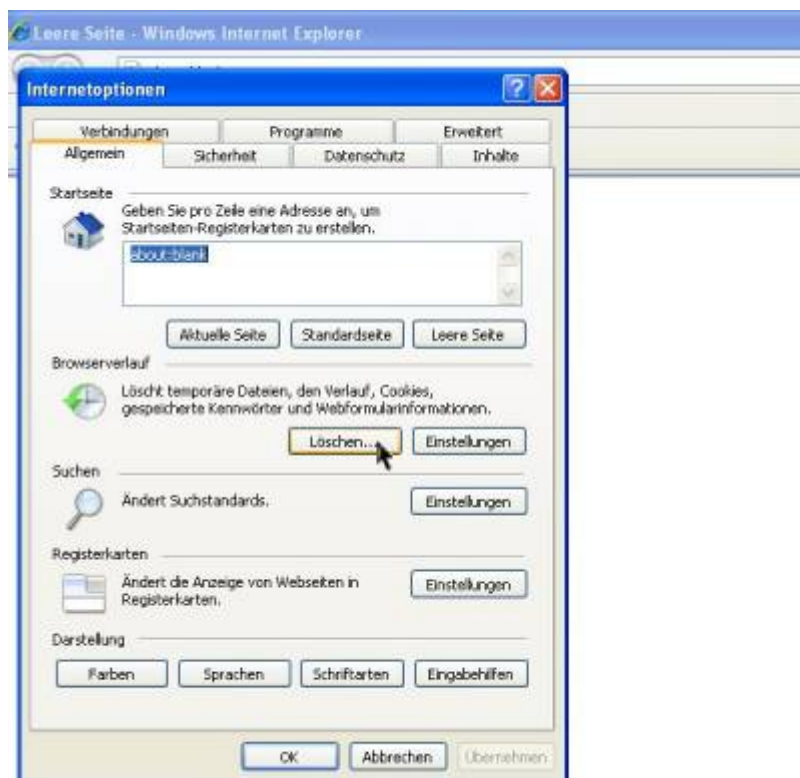 Leere Seite - Windows Internet Explorer
Internetoptionen
Verbindungen Programme Erweitert
Allgemein Sicherheit Datenschutz Inhalte
Startseite
Geben Sie pro Zeile eine Adresse an, um
Startseiten-Registerkarten zu erstellen.
about:blank
Aktuelle Seite Standardseite Leere Seite
Browserverlauf
Löscht temporäre Dateien, den Verlauf, Cookies,
gespeicherte Kennwörter und Webformularinformationen.
Löschen... Einstellungen
Suchen
Ändert Suchstandards. Einstellungen
Registerkarten
Ändert die Anzeige von Webseiten in
Registerkarten.
Einstellungen
Darstellung
Farben Sprachen Schriftarten Eingabehilfen
OK Abbrechen Übernehmen